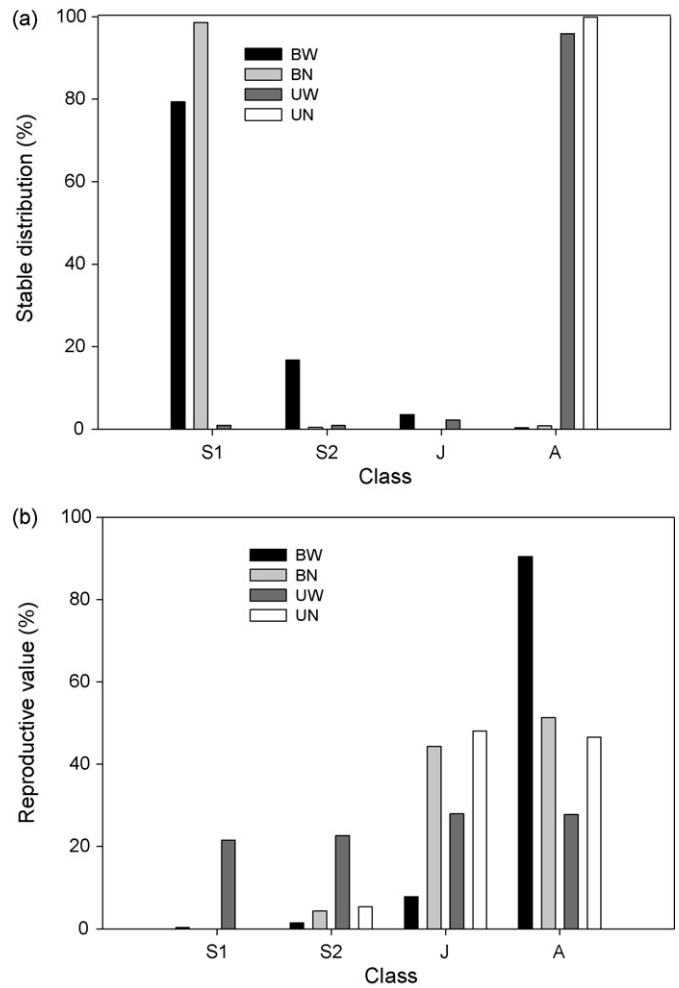 (a)
100
80
60
40
20
0
Stable distribution (%)
BW
BN
UW
UN
S1 S2 J A
Class
(b)
100
80
60
40
20
0
Reproductive value (%)
BW
BN
UW
UN
S1 S2 J A
Class